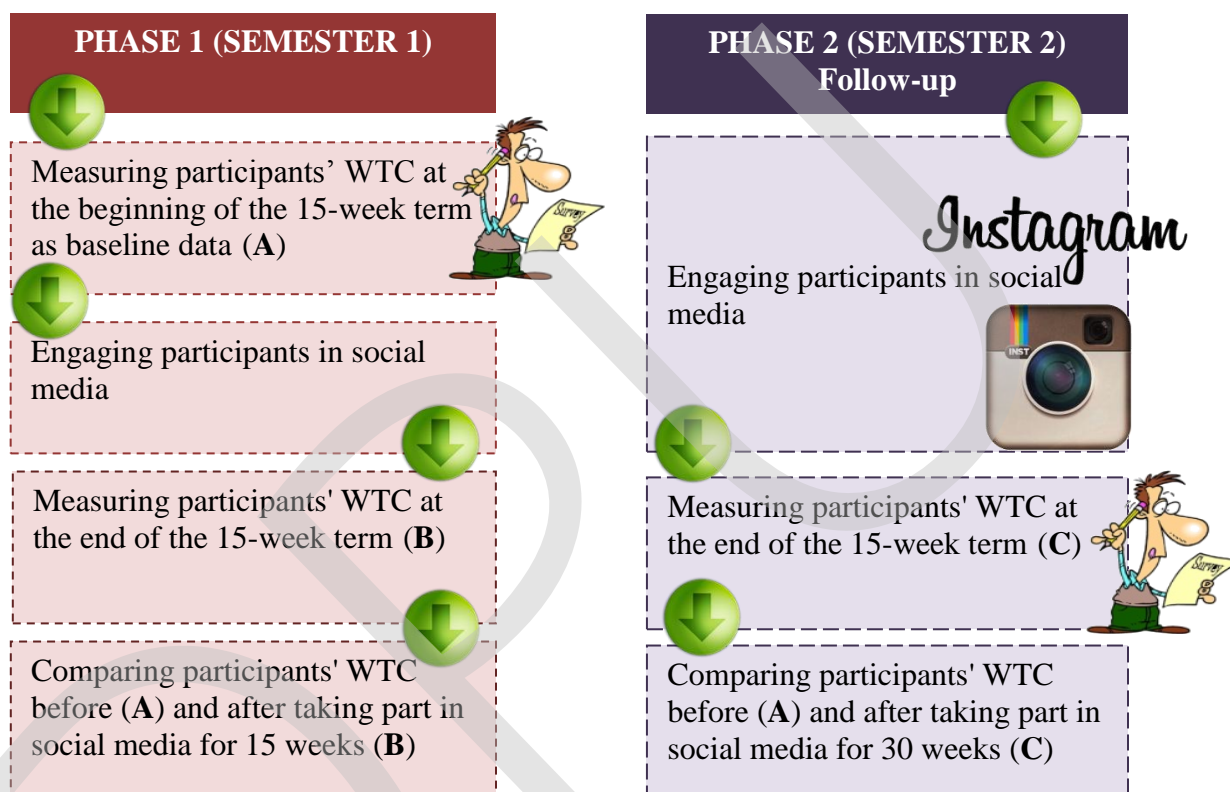 PHASE 1 (SEMESTER 1)
Measuring participants’ WTC at
the beginning of the 15-week term
as baseline data (A)
Survey
Engaging participants in social
media
Measuring participants' WTC at
the end of the 15-week term (B)
Comparing participants' WTC
before (A) and after taking part in
social media for 15 weeks (B)
PHASE 2 (SEMESTER 2)
Follow-up
Instagram
Engaging participants in social
media
INST
Measuring participants' WTC at
the end of the 15-week term (C)
Survey
Comparing participants' WTC
before (A) and after taking part in
social media for 30 weeks (C)